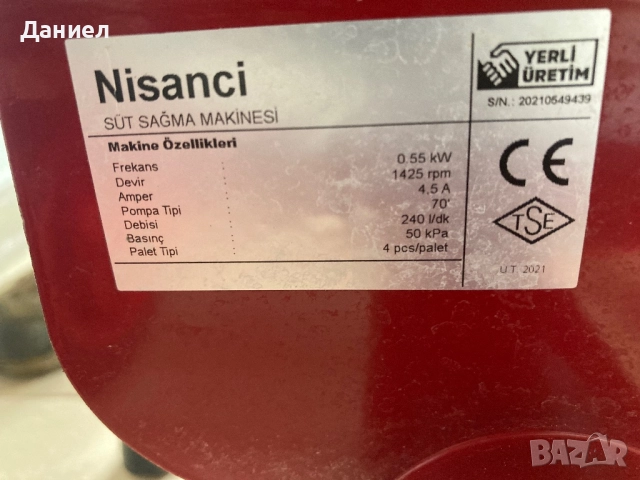 Даниел
Nisanci
SÜT SAĞMA MAKİNESİ
YERLİ
ÜRETİM
S/N.: 20210549439
Makine Özellikleri
Frekans : 0.55 kW
Devir : 1425 rpm
Amper : 4.5 A
Pompa Tipi : 70'
Debisi : 240 l/dk
Basınç : 50 kPa
Palet Tipi : 4 pcs/palet
CE
TSE
U.T. 2021
BAZAR